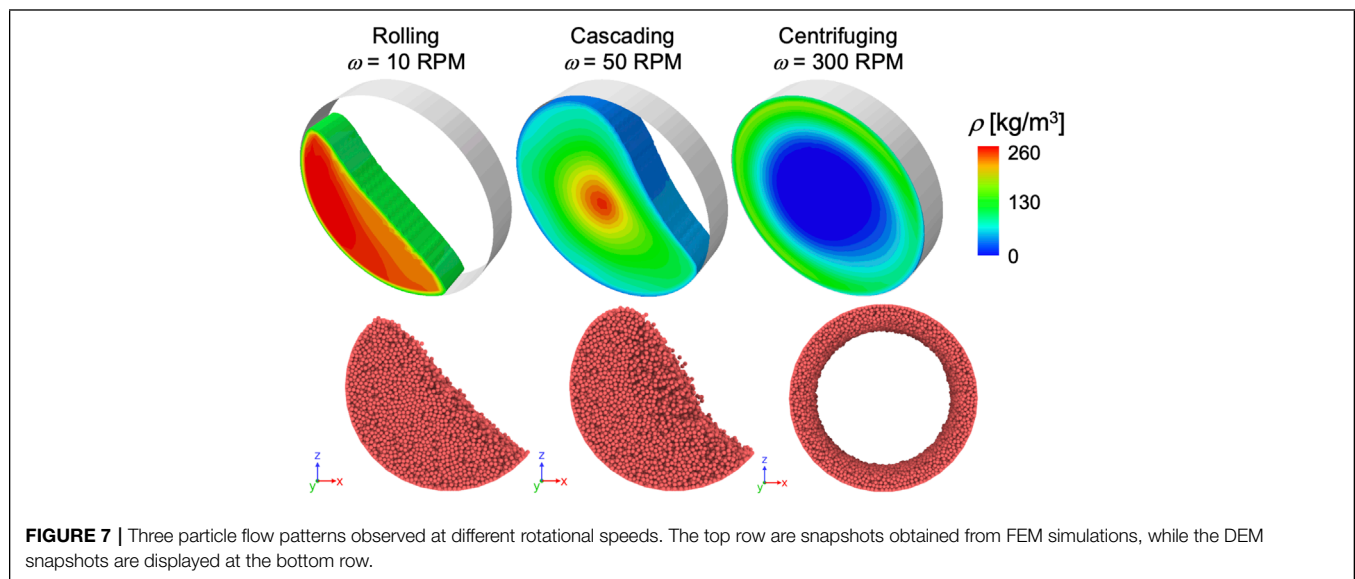 Rolling
ω = 10 RPM
Cascading
ω = 50 RPM
Centrifuging
ω = 300 RPM
ρ [kg/m³]
260
130
0
z
y
x
z
y
x
z
y
x
FIGURE 7 | Three particle flow patterns observed at different rotational speeds. The top row are snapshots obtained from FEM simulations, while the DEM
snapshots are displayed at the bottom row.